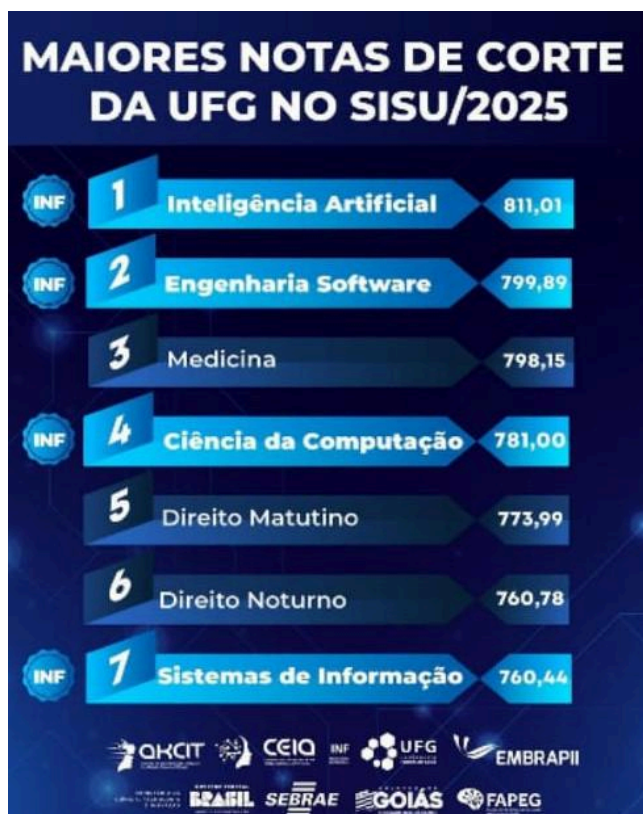 MAIORES NOTAS DE CORTE
DA UFG NO SISU/2025
INF 1 Inteligência Artificial 811,01
INF 2 Engenharia Software 799,89
3 Medicina 798,15
INF 4 Ciência da Computação 781,00
5 Direito Matutino 773,99
6 Direito Noturno 760,78
INF 7 Sistemas de Informação 760,44
AKCIT CEIA INF UFG EMBRAPII
BRASIL SEBRAE GOIÁS FAPEG